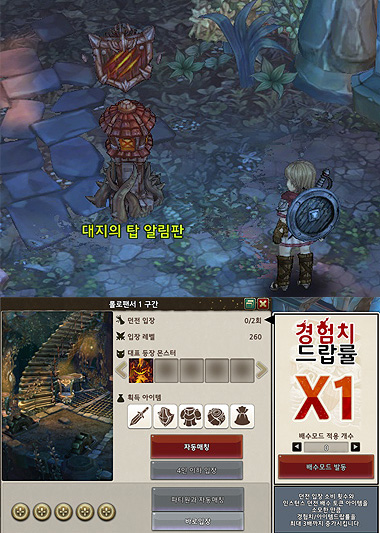 대지의 탑 알림판
플로팬서 1 구간
던전 입장 0/2회
입장 레벨 260
대표 등장 몬스터
획득 아이템
자동매칭
4인 이하 입장
파티원과 자동매칭
바로입장
경험치
드랍률
X1
배수모드 적용 개수
0
배수모드 발동
던전 입장 소비 횟수와
인스턴스 던전 배수 토큰 아이템을
소모한 만큼
경험치/아이템드랍률을
최대 3배까지 증가시킵니다